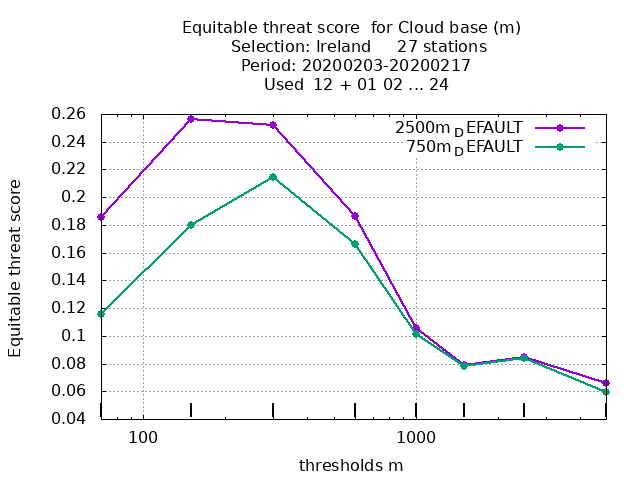 Equitable threat score  for Cloud base (m)
Selection: Ireland     27 stations
Period: 20200203-20200217
Used  12 + 01 02 ... 24
2500m_DEFAULT
750m_DEFAULT
Equitable threat score
0.26
0.24
0.22
0.2
0.18
0.16
0.14
0.12
0.1
0.08
0.06
0.04
100
1000
thresholds m